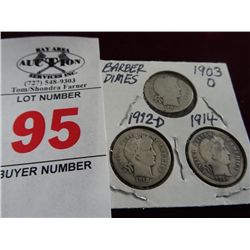 BAY AREA
AUCTION
SERVICES INC.
(727) 548-9303
Tom/Shondra Farner
LOT NUMBER
95
BUYER NUMBER
BARBER
DIMES
1903
O
1912-D
1914